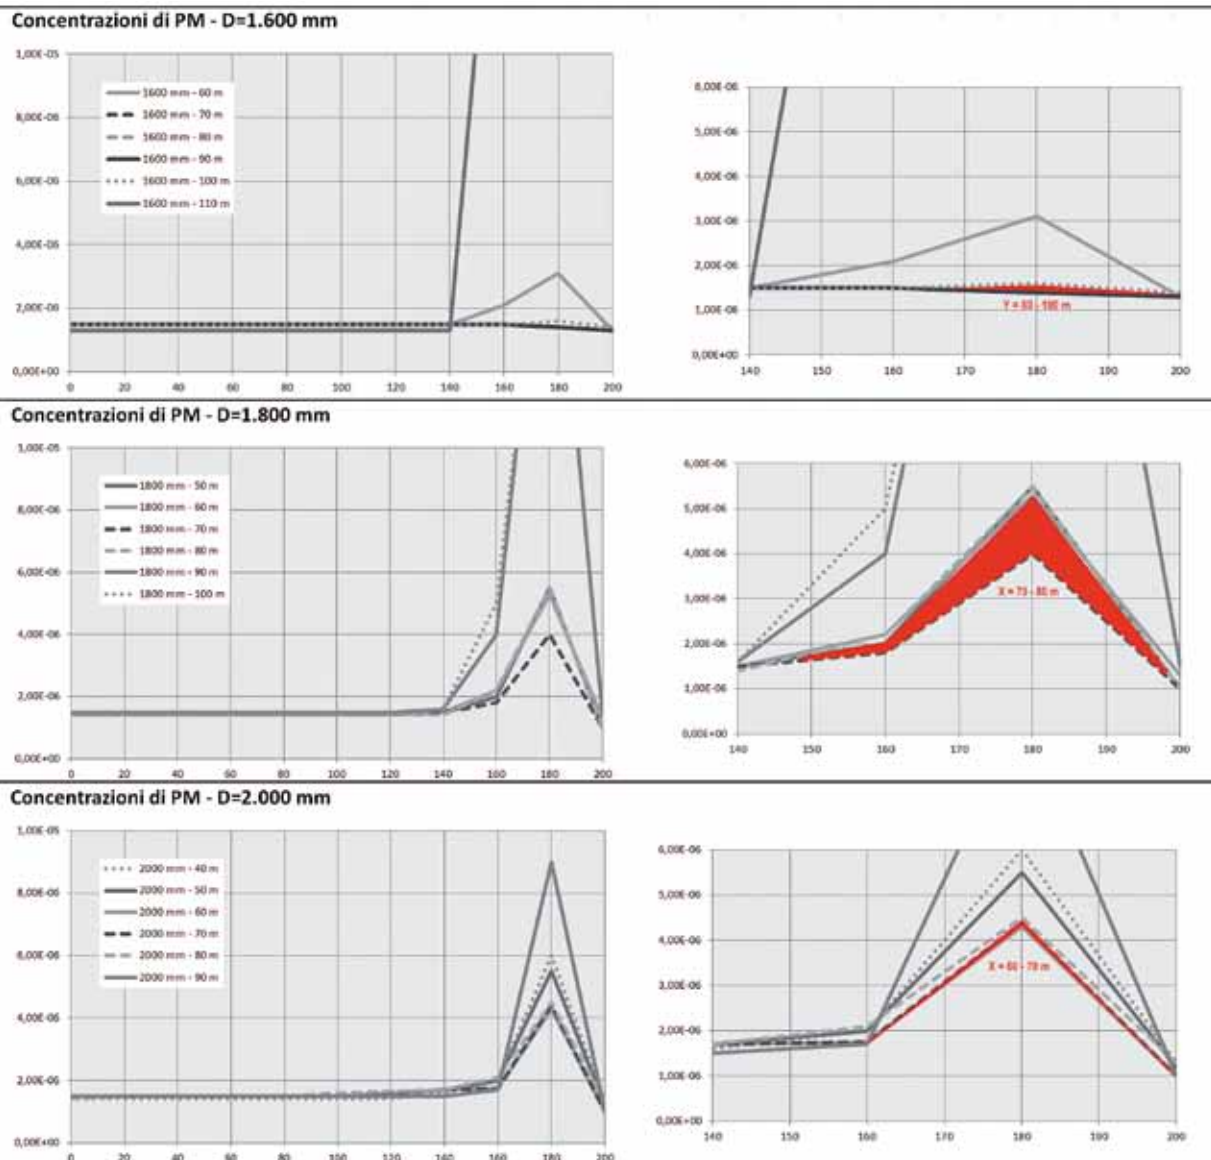 Concentrazioni di PM - D=1.600 mm
1,00E-05
8,00E-06
6,00E-06
4,00E-06
2,00E-06
0,00E+00
1600 mm - 60 m
1600 mm - 70 m
1600 mm - 80 m
1600 mm - 90 m
1600 mm - 100 m
1600 mm - 110 m
0 20 40 60 80 100 120 140 160 180 200
6,00E-06
5,00E-06
4,00E-06
3,00E-06
2,00E-06
1,00E-06
0,00E+00
140 150 160 170 180 190 200
Concentrazioni di PM - D=1.800 mm
1,00E-05
8,00E-06
6,00E-06
4,00E-06
2,00E-06
0,00E+00
1800 mm - 50 m
1800 mm - 60 m
1800 mm - 70 m
1800 mm - 80 m
1800 mm - 90 m
1800 mm - 100 m
0 20 40 60 80 100 120 140 160 180 200
6,00E-06
5,00E-06
4,00E-06
3,00E-06
2,00E-06
1,00E-06
0,00E+00
X = 70 - 80 m
140 150 160 170 180 190 200
Concentrazioni di PM - D=2.000 mm
1,00E-05
8,00E-06
6,00E-06
4,00E-06
2,00E-06
0,00E+00
2000 mm - 40 m
2000 mm - 50 m
2000 mm - 60 m
2000 mm - 70 m
2000 mm - 80 m
2000 mm - 90 m
0 20 40 60 80 100 120 140 160 180 200
6,00E-06
5,00E-06
4,00E-06
3,00E-06
2,00E-06
1,00E-06
0,00E+00
X = 60 - 70 m
140 150 160 170 180 190 200